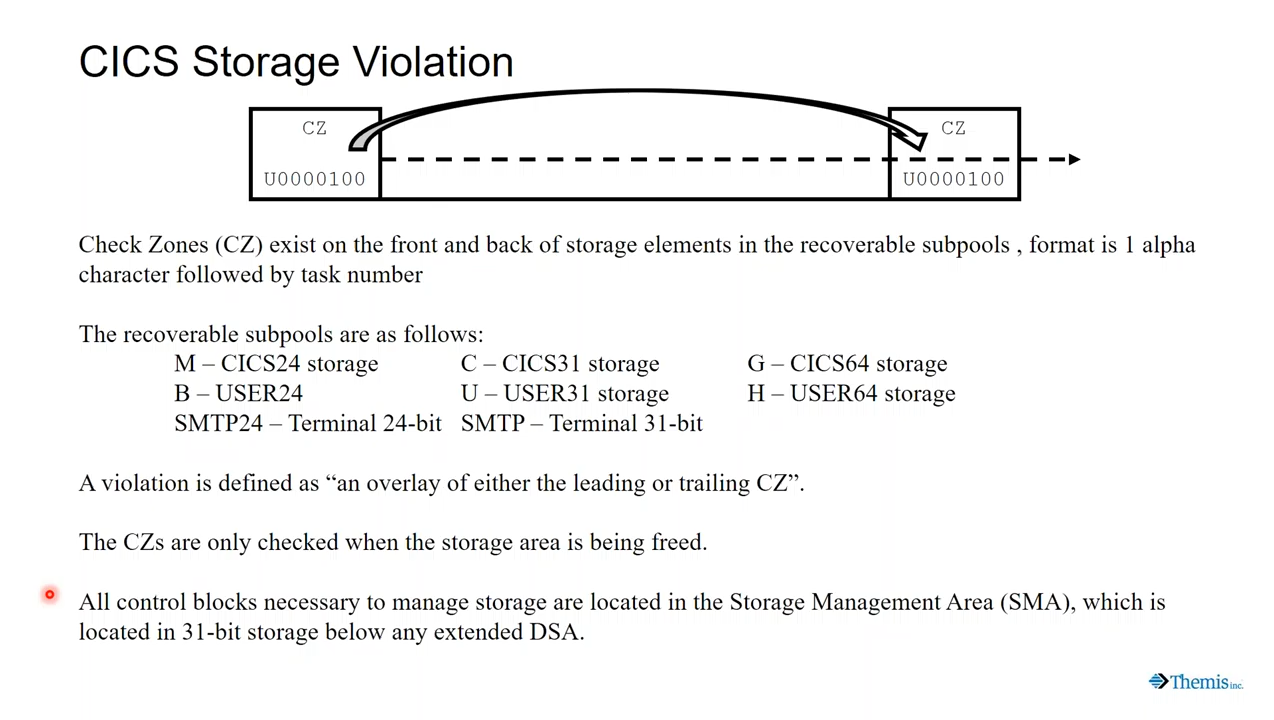 CICS Storage Violation
CZ
CZ
U0000100
U0000100
Check Zones (CZ) exist on the front and back of storage elements in the recoverable subpools , format is 1 alpha
character followed by task number
The recoverable subpools are as follows:
M – CICS24 storage C – CICS31 storage G – CICS64 storage
B – USER24 U – USER31 storage H – USER64 storage
SMTP24 – Terminal 24-bit SMTP – Terminal 31-bit
A violation is defined as “an overlay of either the leading or trailing CZ”.
The CZs are only checked when the storage area is being freed.
All control blocks necessary to manage storage are located in the Storage Management Area (SMA), which is
located in 31-bit storage below any extended DSA.
Themis inc.